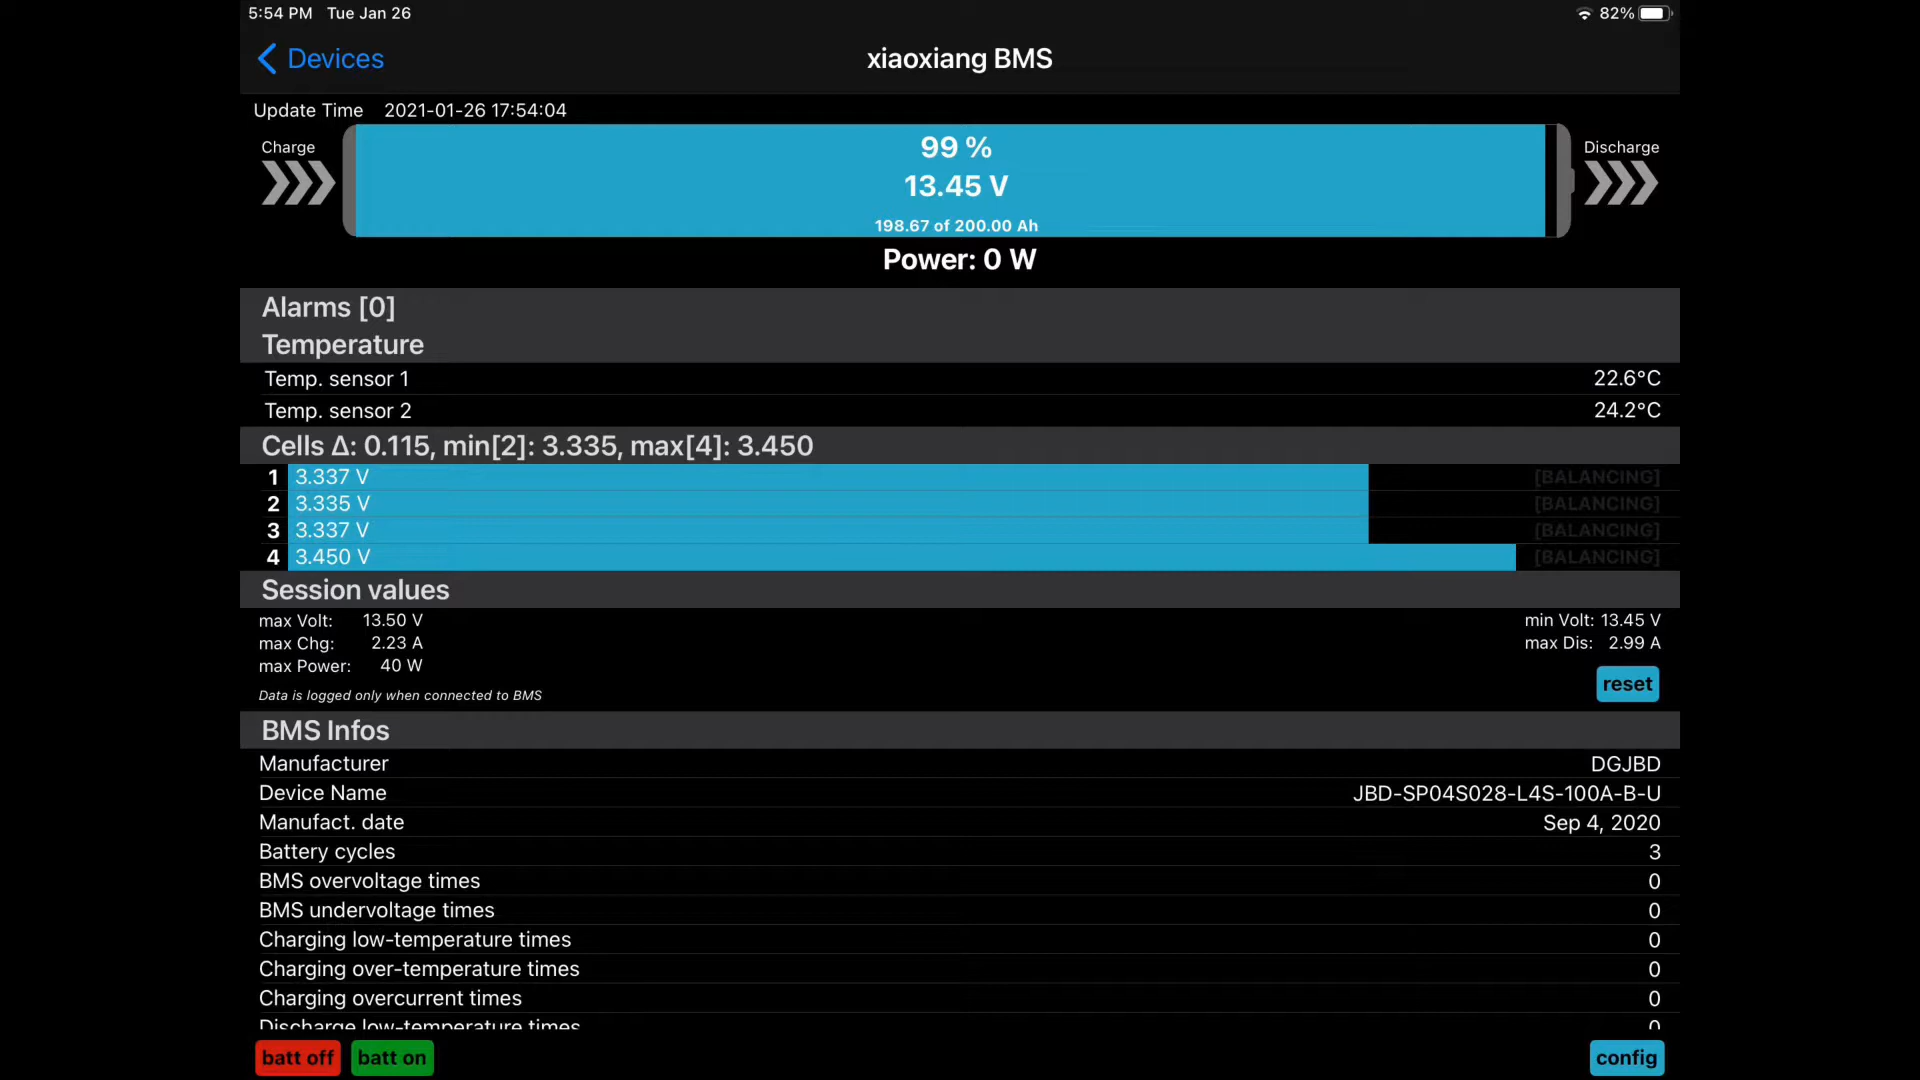 5:54 PM Tue Jan 26 82%
Devices xiaoxiang BMS
Update Time 2021-01-26 17:54:04
Charge 99 % Discharge
13.45 V
198.67 of 200.00 Ah
Power: 0 W
Alarms [0]
Temperature
Temp. sensor 1 22.6°C
Temp. sensor 2 24.2°C
Cells Δ: 0.115, min[2]: 3.335, max[4]: 3.450
1 3.337 V [BALANCING]
2 3.335 V [BALANCING]
3 3.337 V [BALANCING]
4 3.450 V [BALANCING]
Session values
max Volt: 13.50 V min Volt: 13.45 V
max Chg: 2.23 A max Dis: 2.99 A
max Power: 40 W
reset
Data is logged only when connected to BMS
BMS Infos
Manufacturer DGJBD
Device Name JBD-SP04S028-L4S-100A-B-U
Manufact. date Sep 4, 2020
Battery cycles 3
BMS overvoltage times 0
BMS undervoltage times 0
Charging low-temperature times 0
Charging over-temperature times 0
Charging overcurrent times 0
Discharge low-temperature times 0
batt off batt on config